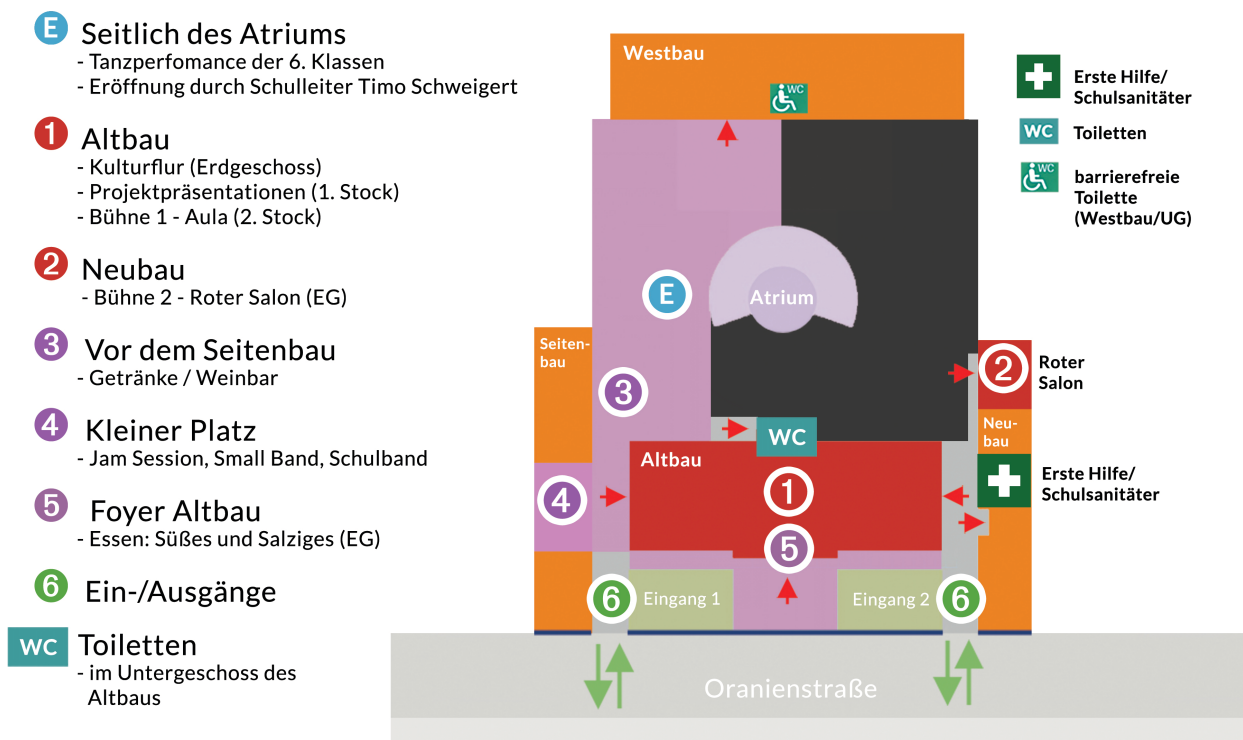 E Seitlich des Atriums
- Tanzperfomance der 6. Klassen
- Eröffnung durch Schulleiter Timo Schweigert
1 Altbau
- Kulturflur (Erdgeschoss)
- Projektpräsentationen (1. Stock)
- Bühne 1 - Aula (2. Stock)
2 Neubau
- Bühne 2 - Roter Salon (EG)
3 Vor dem Seitenbau
- Getränke / Weinbar
4 Kleiner Platz
- Jam Session, Small Band, Schulband
5 Foyer Altbau
- Essen: Süßes und Salziges (EG)
6 Ein-/Ausgänge
WC Toiletten
- im Untergeschoss des
Altbaus
Westbau
WC
E
Atrium
Seiten-
bau
3
2
Roter
Salon
WC
Neu-
bau
Altbau
1
4
Erste Hilfe/
Schulsanitäter
5
6
Eingang 1
Eingang 2
6
Oranienstraße
Erste Hilfe/
Schulsanitäter
WC Toiletten
WC
barrierefreie
Toilette
(Westbau/UG)